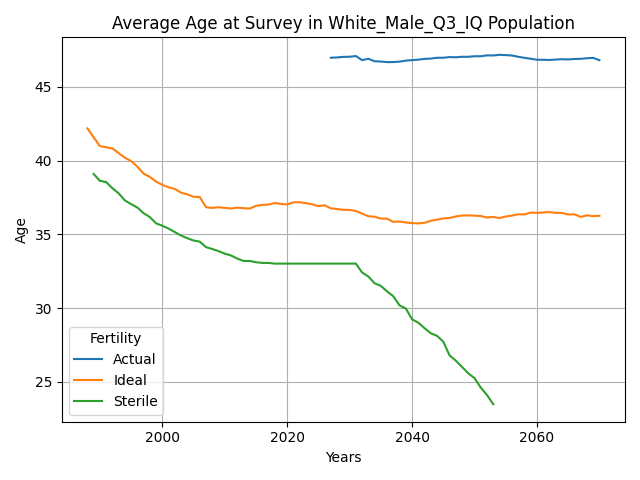 Average Age at Survey in White_Male_Q3_IQ Population
Age
45
40
35
30
25
Fertility
Actual
Ideal
Sterile
2000
2020
2040
2060
Years